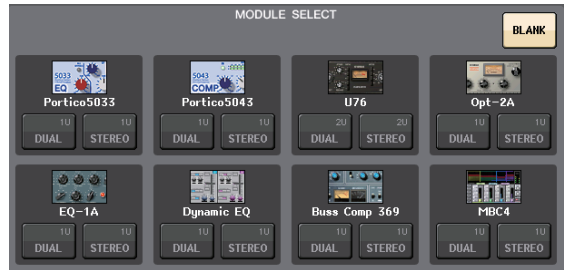 MODULE SELECT
BLANK
5033
EQ
5043
COMP
Portico5033
Portico5043
U76
Opt-2A
1U 1U 1U 1U 2U 2U 1U 1U
DUAL STEREO DUAL STEREO DUAL STEREO DUAL STEREO
EQ-1A
Dynamic EQ
Buss Comp 369
MBC4
1U 1U 1U 1U 1U 1U 1U 1U
DUAL STEREO DUAL STEREO DUAL STEREO DUAL STEREO